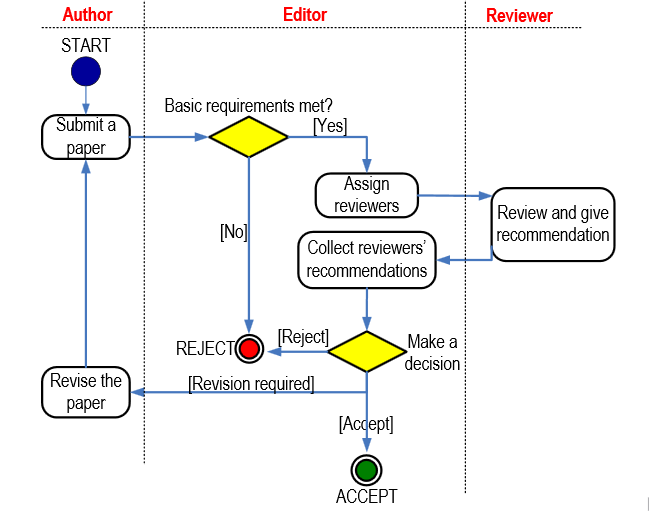 Author
Editor
Reviewer
START
Basic requirements met?
[Yes]
Submit a
paper
Assign
reviewers
Review and give
recommendation
[No]
Collect reviewers'
recommendations
REJECT
[Reject]
Make a
decision
Revise the
paper
[Revision required]
[Accept]
ACCEPT